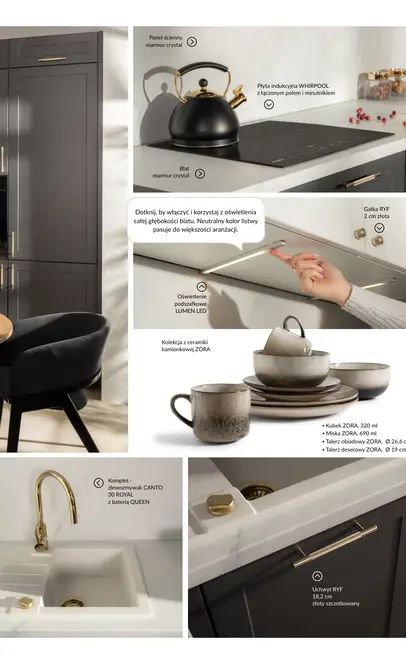 Panel ścienny
marmur crystal
Płyta indukcyjna WHIRPOOL
z łączonym polem i minutnikiem
Blat
marmur crystal
Dotknij, by włączyć i korzystaj z oświetlenia
całej głębokości blatu. Neutralny kolor listwy
pasuje do większości aranżacji.
Gałka RYF
2 cm złota
Oświetlenie
podszafkowe
LUMEN LED
Kolekcja z ceramiki
kamionkowej ZORA
• Kubek ZORA, 320 ml
• Miska ZORA, 690 ml
• Talerz obiadowy ZORA, Ø 26,6 c
• Talerz deserowy ZORA, Ø 19 cm
Komplet -
zlewozmywak CANTO
30 ROYAL
z baterią QUEEN
Uchwyt RYF
18,2 cm
złoty szczotkowany